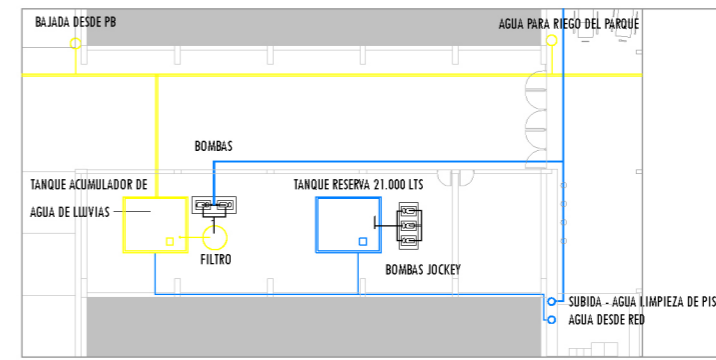 BAJADA DESDE PB
AGUA PARA RIEGO DEL PARQUE
BOMBAS
TANQUE ACUMULADOR DE
AGUA DE LLUVIAS
TANQUE RESERVA 21.000 LTS
FILTRO
BOMBAS JOCKEY
SUBIDA - AGUA LIMPIEZA DE PIS
AGUA DESDE RED